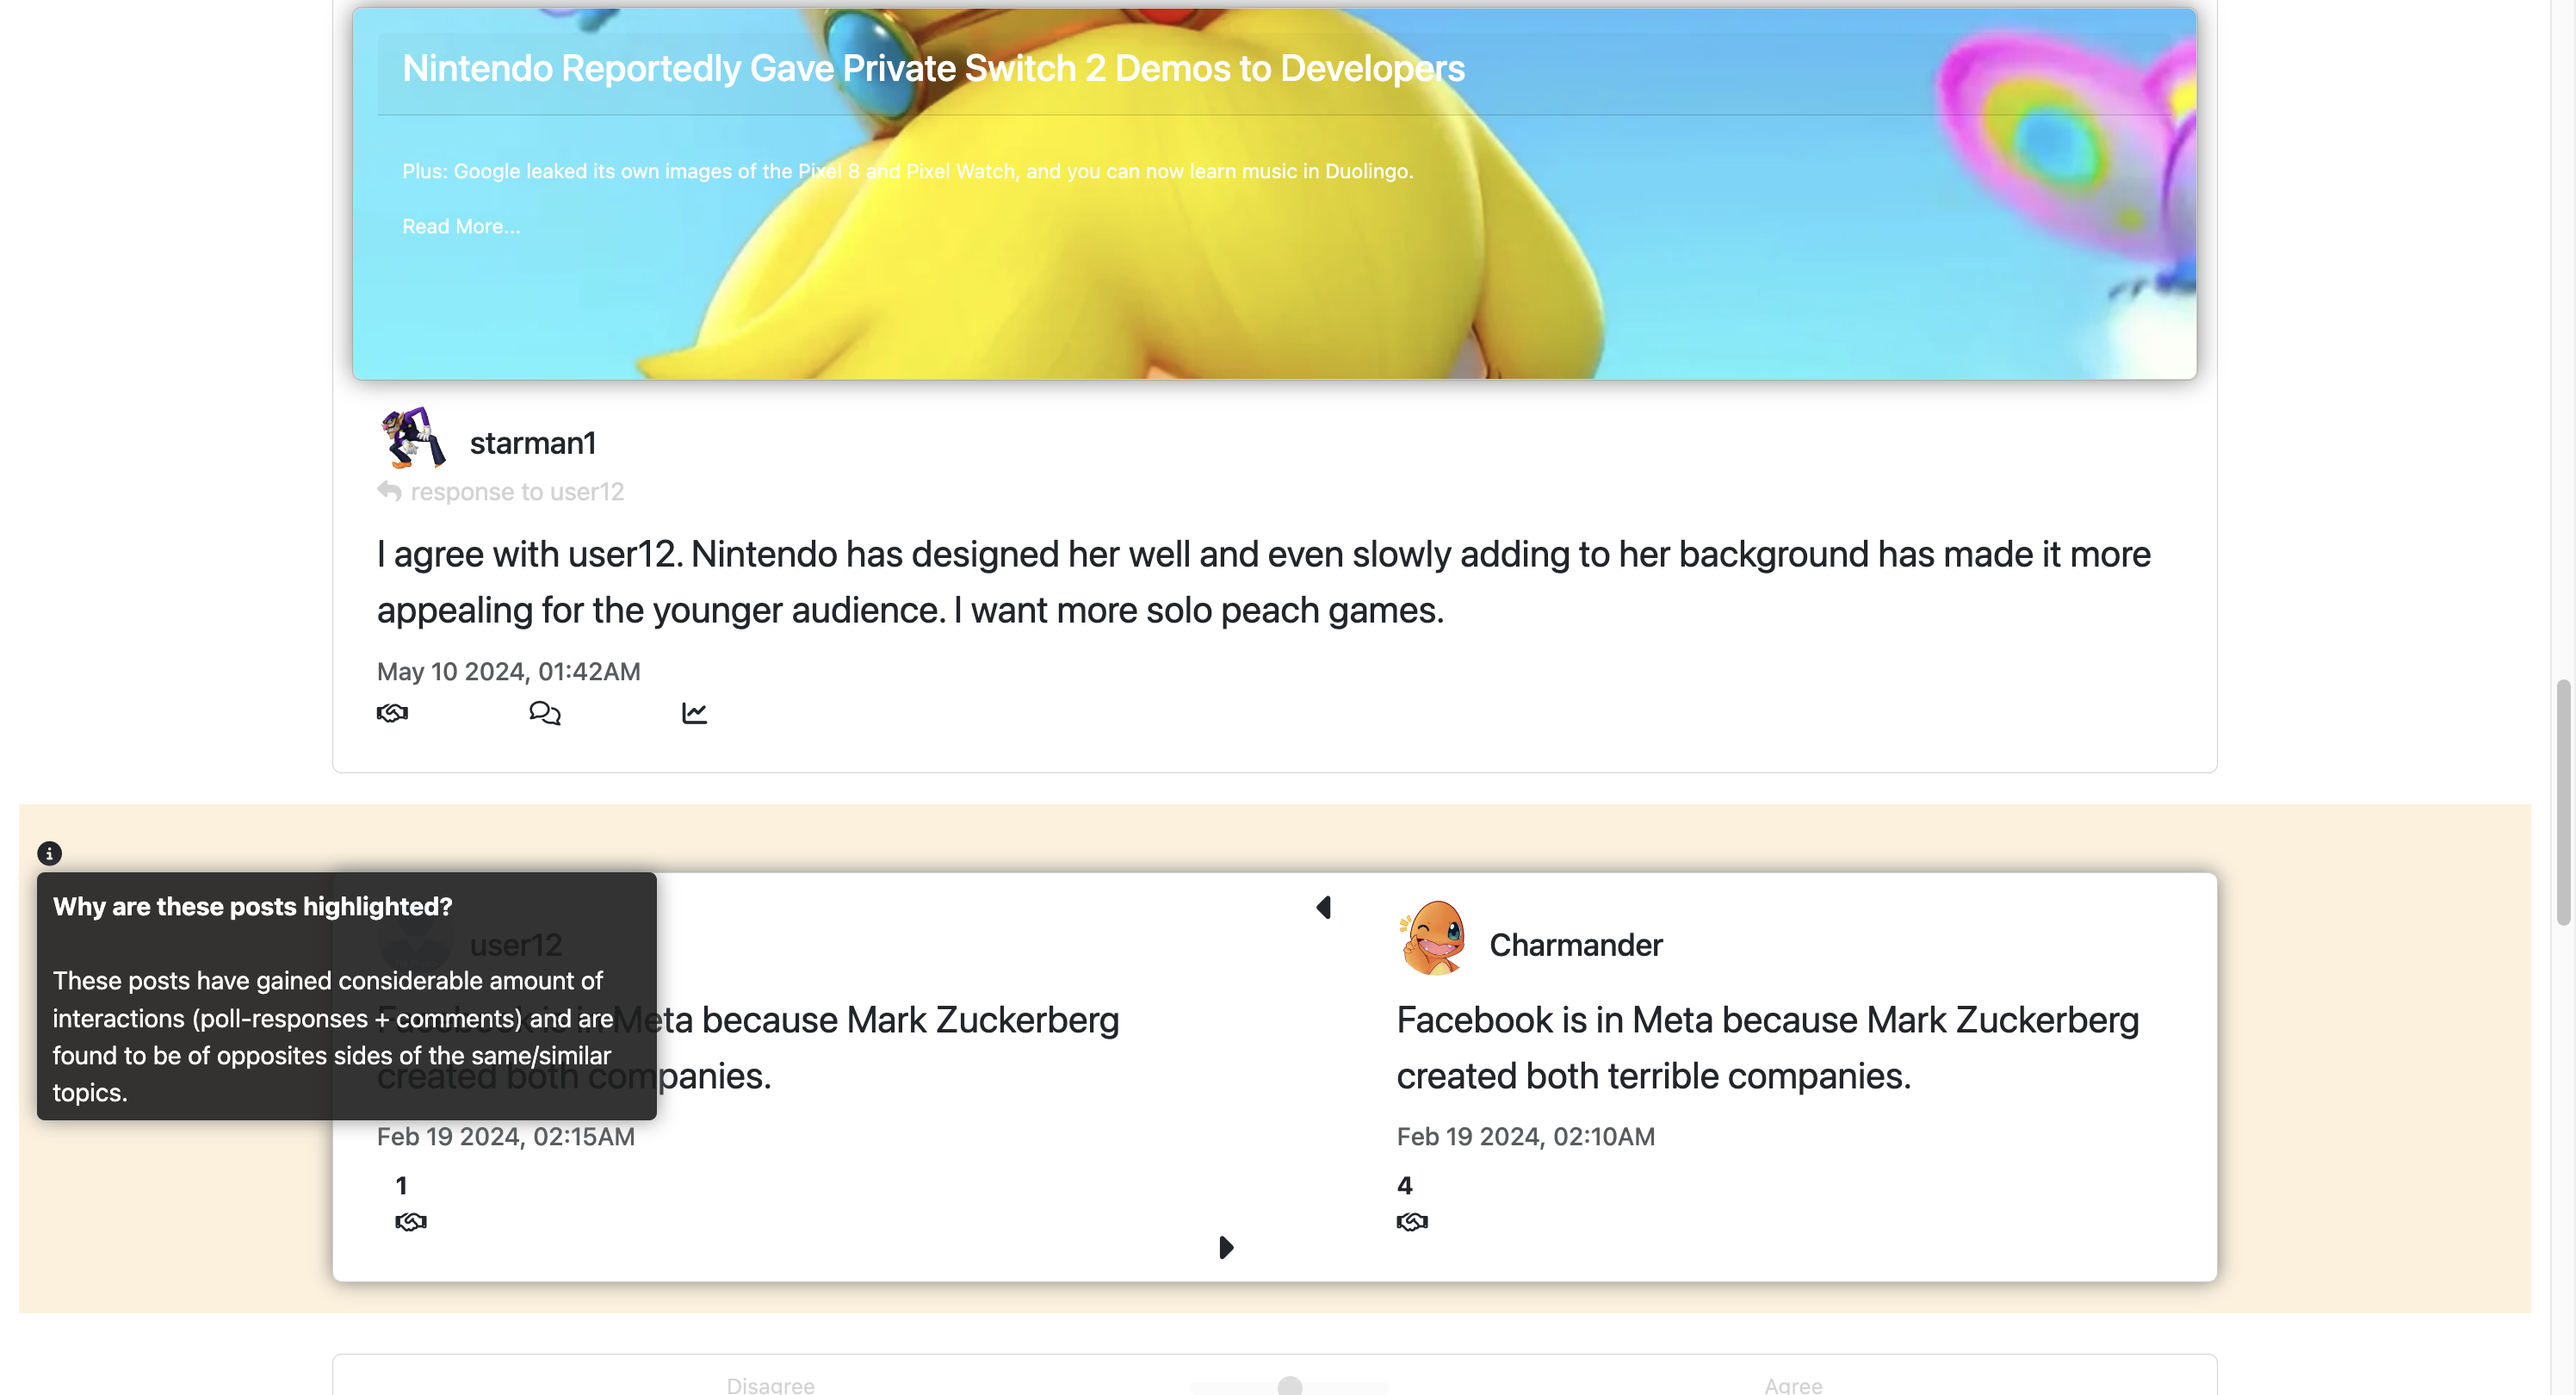 Nintendo Reportedly Gave Private Switch 2 Demos to Developers
Plus: Google leaked its own images of the Pixel 8 and Pixel Watch, and you can now learn music in Duolingo.
Read More...
starman1
response to user12
I agree with user12. Nintendo has designed her well and even slowly adding to her background has made it more
appealing for the younger audience. I want more solo peach games.
May 10 2024, 01:42AM
Why are these posts highlighted?
These posts have gained considerable amount of
interactions (poll-responses + comments) and are
found to be of opposites sides of the same/similar
topics.
user12
Facebook is in Meta because Mark Zuckerberg
created both companies.
Feb 19 2024, 02:15AM
1
Charmander
Facebook is in Meta because Mark Zuckerberg
created both terrible companies.
Feb 19 2024, 02:10AM
4
Disagree
Agree